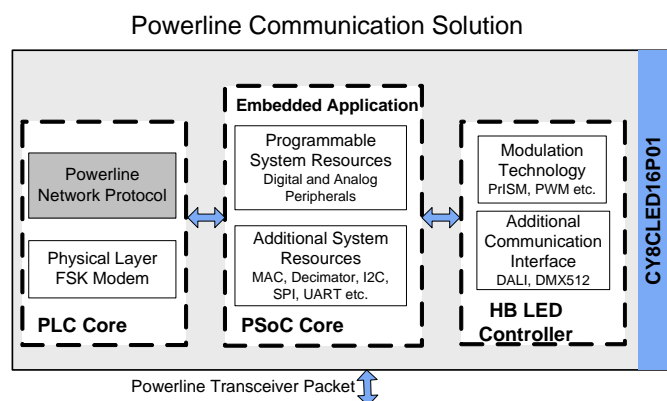 Powerline Communication Solution
Embedded Application
Powerline
Network Protocol
Physical Layer
FSK Modem
PLC Core
Programmable
System Resources
Digital and Analog
Peripherals
Additional System
Resources
MAC, Decimator, I2C,
SPI, UART etc.
PSoC Core
Modulation
Technology
PrISM, PWM etc.
Additional
Communication
Interface
DALI, DMX512
HB LED
Controller
CY8CLED16P01
Powerline Transceiver Packet